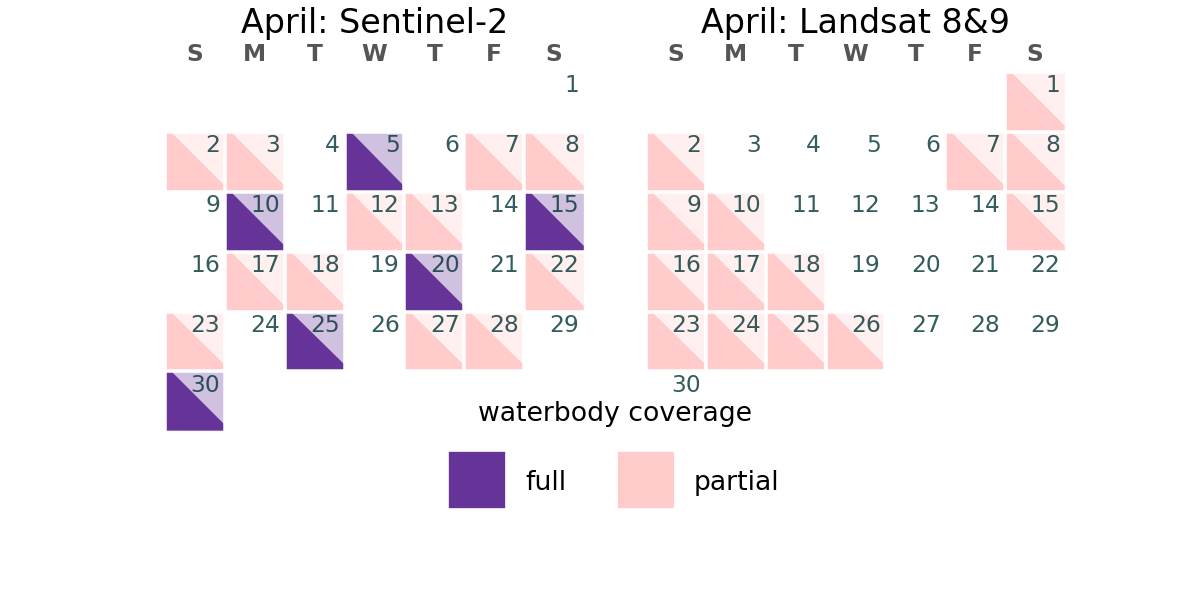 April: Sentinel-2
S M T W T F S
1
2 3 4 5 6 7 8
9 10 11 12 13 14 15
16 17 18 19 20 21 22
23 24 25 26 27 28 29
30
April: Landsat 8&9
S M T W T F S
1
2 3 4 5 6 7 8
9 10 11 12 13 14 15
16 17 18 19 20 21 22
23 24 25 26 27 28 29
30
waterbody coverage
full
partial